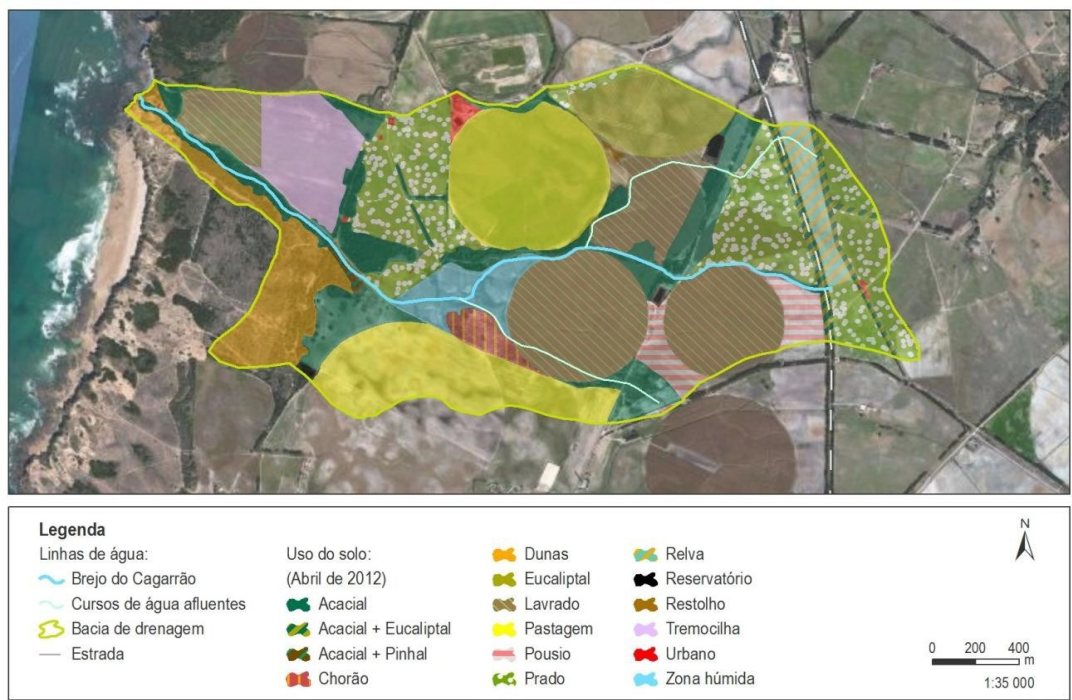 Legenda
Linhas de água:
Brejo do Cagarrão
Cursos de água afluentes
Bacia de drenagem
Estrada
Uso do solo:
(Abril de 2012)
Acacial
Acacial + Eucaliptal
Acacial + Pinhal
Chorão
Dunas
Eucaliptal
Lavrado
Pastagem
Pousio
Prado
Relva
Reservatório
Restolho
Tremocilha
Urbano
Zona húmida
N
0 200 400
m
1:35 000